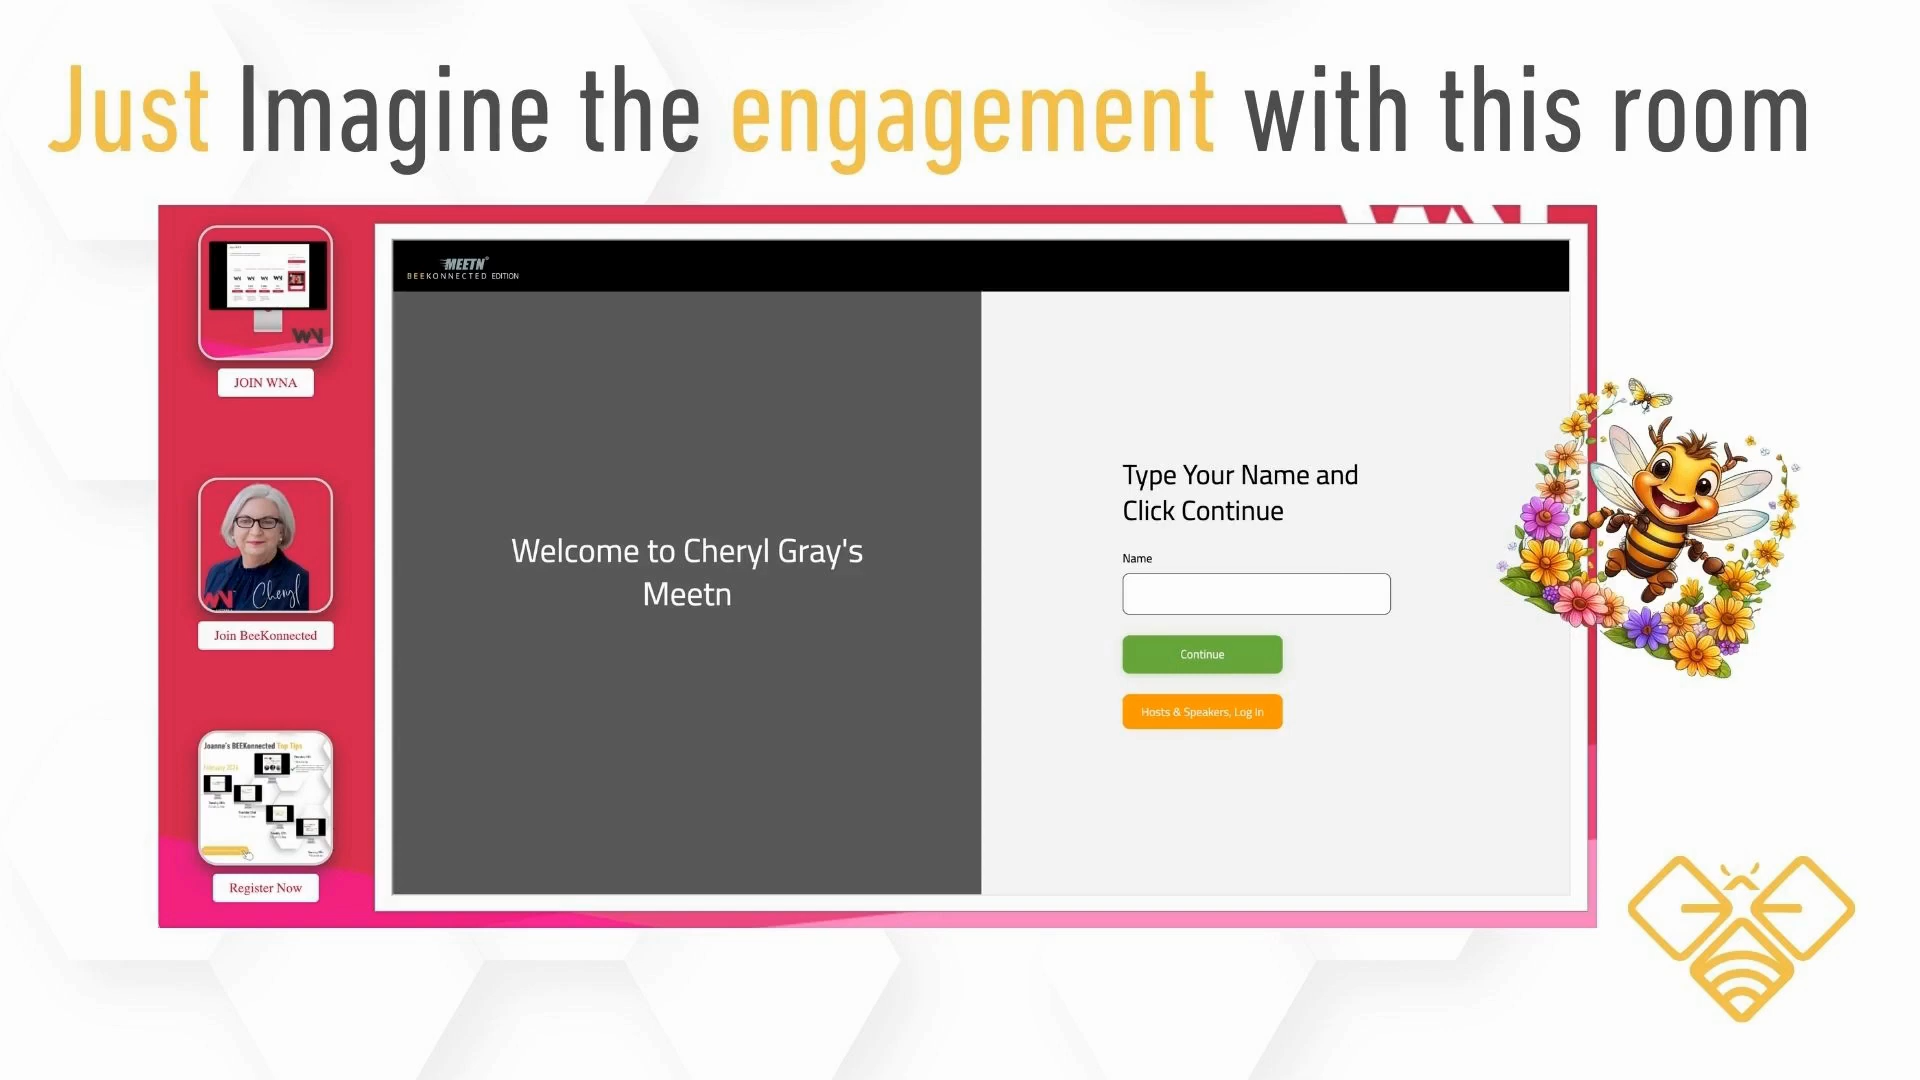 Just Imagine the engagement with this room
MEETN
BEEKONNECTED EDITION
JOIN WNA
Welcome to Cheryl Gray's
Meetn
Type Your Name and
Click Continue
Name
Continue
Hosts & Speakers, Log in
Cheryl
Join BeeKonnected
Joanne's BEEKonnected Top Tips
Register Now